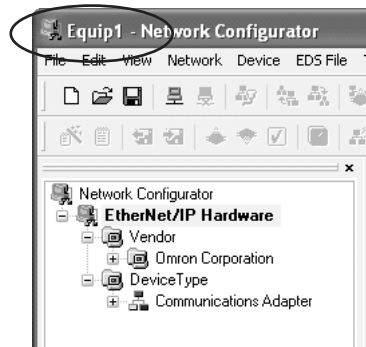 Equip1 - Network Configurator
File Edit View Network Device EDS File
Network Configurator
EtherNet/IP Hardware
Vendor
Omron Corporation
DeviceType
Communications Adapter